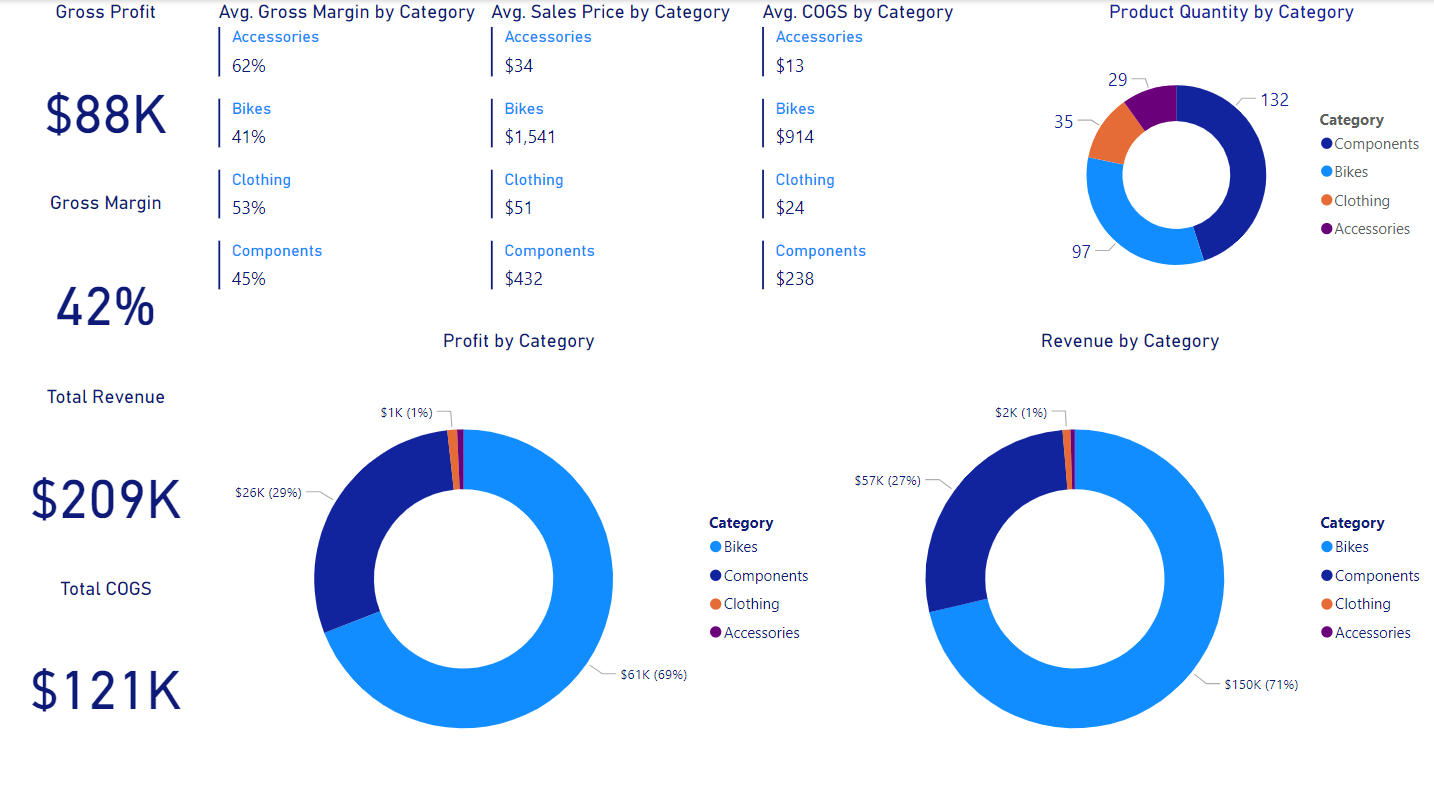 Gross Profit
$88K
Gross Margin
42%
Total Revenue
$209K
Total COGS
$121K
Avg. Gross Margin by Category
Accessories
62%
Bikes
41%
Clothing
53%
Components
45%
Avg. Sales Price by Category
Accessories
$34
Bikes
$1,541
Clothing
$51
Components
$432
Avg. COGS by Category
Accessories
$13
Bikes
$914
Clothing
$24
Components
$238
Product Quantity by Category
29
132
35
97
Category
Components
Bikes
Clothing
Accessories
Profit by Category
$1K (1%)
$26K (29%)
$61K (69%)
Category
Bikes
Components
Clothing
Accessories
Revenue by Category
$2K (1%)
$57K (27%)
$150K (71%)
Category
Bikes
Components
Clothing
Accessories